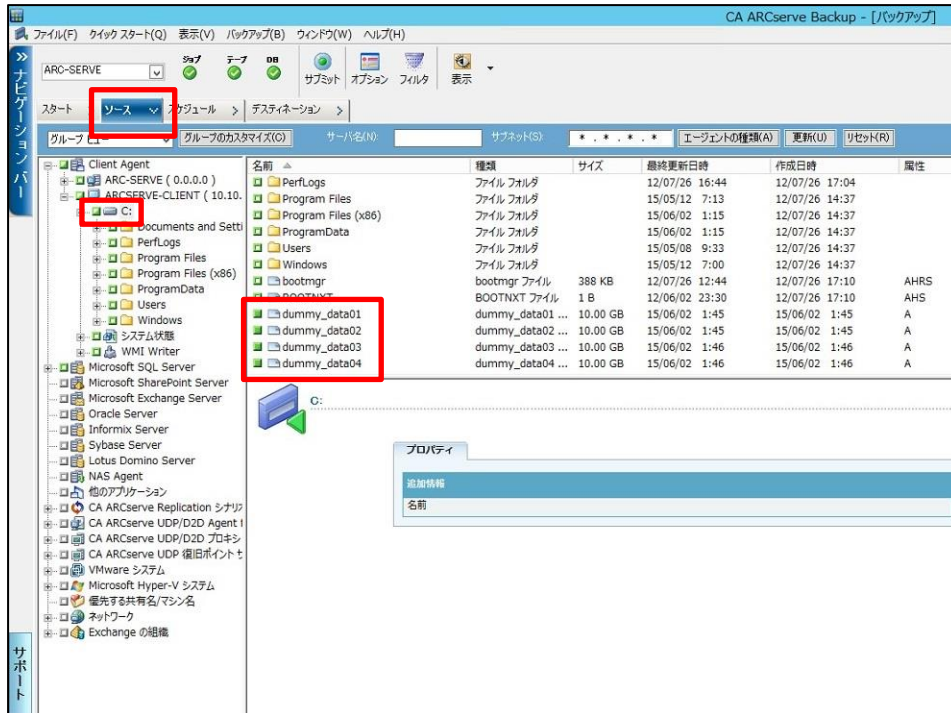 CA ARCserve Backup - [バックアップ]
ファイル(F) クイック スタート(Q) 表示(V) バックアップ(B) ウィンドウ(W) ヘルプ(H)
ARC-SERVE ジョブ テープ DB サブミット オプション フィルタ 表示
スタート ソース スケジュール > デスティネーション >
グループ ビュー グループのカスタマイズ(C) サーバ名(N): サブネット(S): * . * . * . * エージェントの種類(A) 更新(U) リセット(R)
ナビゲーション バー
Client Agent
ARC-SERVE ( 0.0.0.0 )
ARCSERVE-CLIENT ( 10.10.
C:
Documents and Setti
PerfLogs
Program Files
Program Files (x86)
ProgramData
Users
Windows
システム状態
WMI Writer
Microsoft SQL Server
Microsoft SharePoint Server
Microsoft Exchange Server
Oracle Server
Informix Server
Sybase Server
Lotus Domino Server
NAS Agent
他のアプリケーション
CA ARCserve Replication シナリ
CA ARCserve UDP/D2D Agent
CA ARCserve UDP/D2D プロキシ
CA ARCserve UDP 復旧ポイント
VMware システム
Microsoft Hyper-V システム
優先する共有名/マシン名
ネットワーク
Exchange の組織
名前 種類 サイズ 最終更新日時 作成日時 属性
PerfLogs ファイル フォルダ 12/07/26 16:44 12/07/26 17:04
Program Files ファイル フォルダ 15/05/12 7:13 12/07/26 14:37
Program Files (x86) ファイル フォルダ 15/06/02 1:15 12/07/26 14:37
ProgramData ファイル フォルダ 15/06/02 1:15 12/07/26 14:37
Users ファイル フォルダ 15/05/08 9:33 12/07/26 14:37
Windows ファイル フォルダ 15/05/12 7:00 12/07/26 14:37
bootmgr bootmgr ファイル 388 KB 12/07/26 12:44 12/07/26 17:10 AHRS
BOOTNXT BOOTNXT ファイル 1 B 12/06/02 23:30 12/07/26 17:10 AHS
dummy_data01 dummy_data01 ... 10.00 GB 15/06/02 1:45 15/06/02 1:45 A
dummy_data02 dummy_data02 ... 10.00 GB 15/06/02 1:45 15/06/02 1:45 A
dummy_data03 dummy_data03 ... 10.00 GB 15/06/02 1:46 15/06/02 1:46 A
dummy_data04 dummy_data04 ... 10.00 GB 15/06/02 1:46 15/06/02 1:46 A
C:
プロパティ
追加情報
名前
サポート